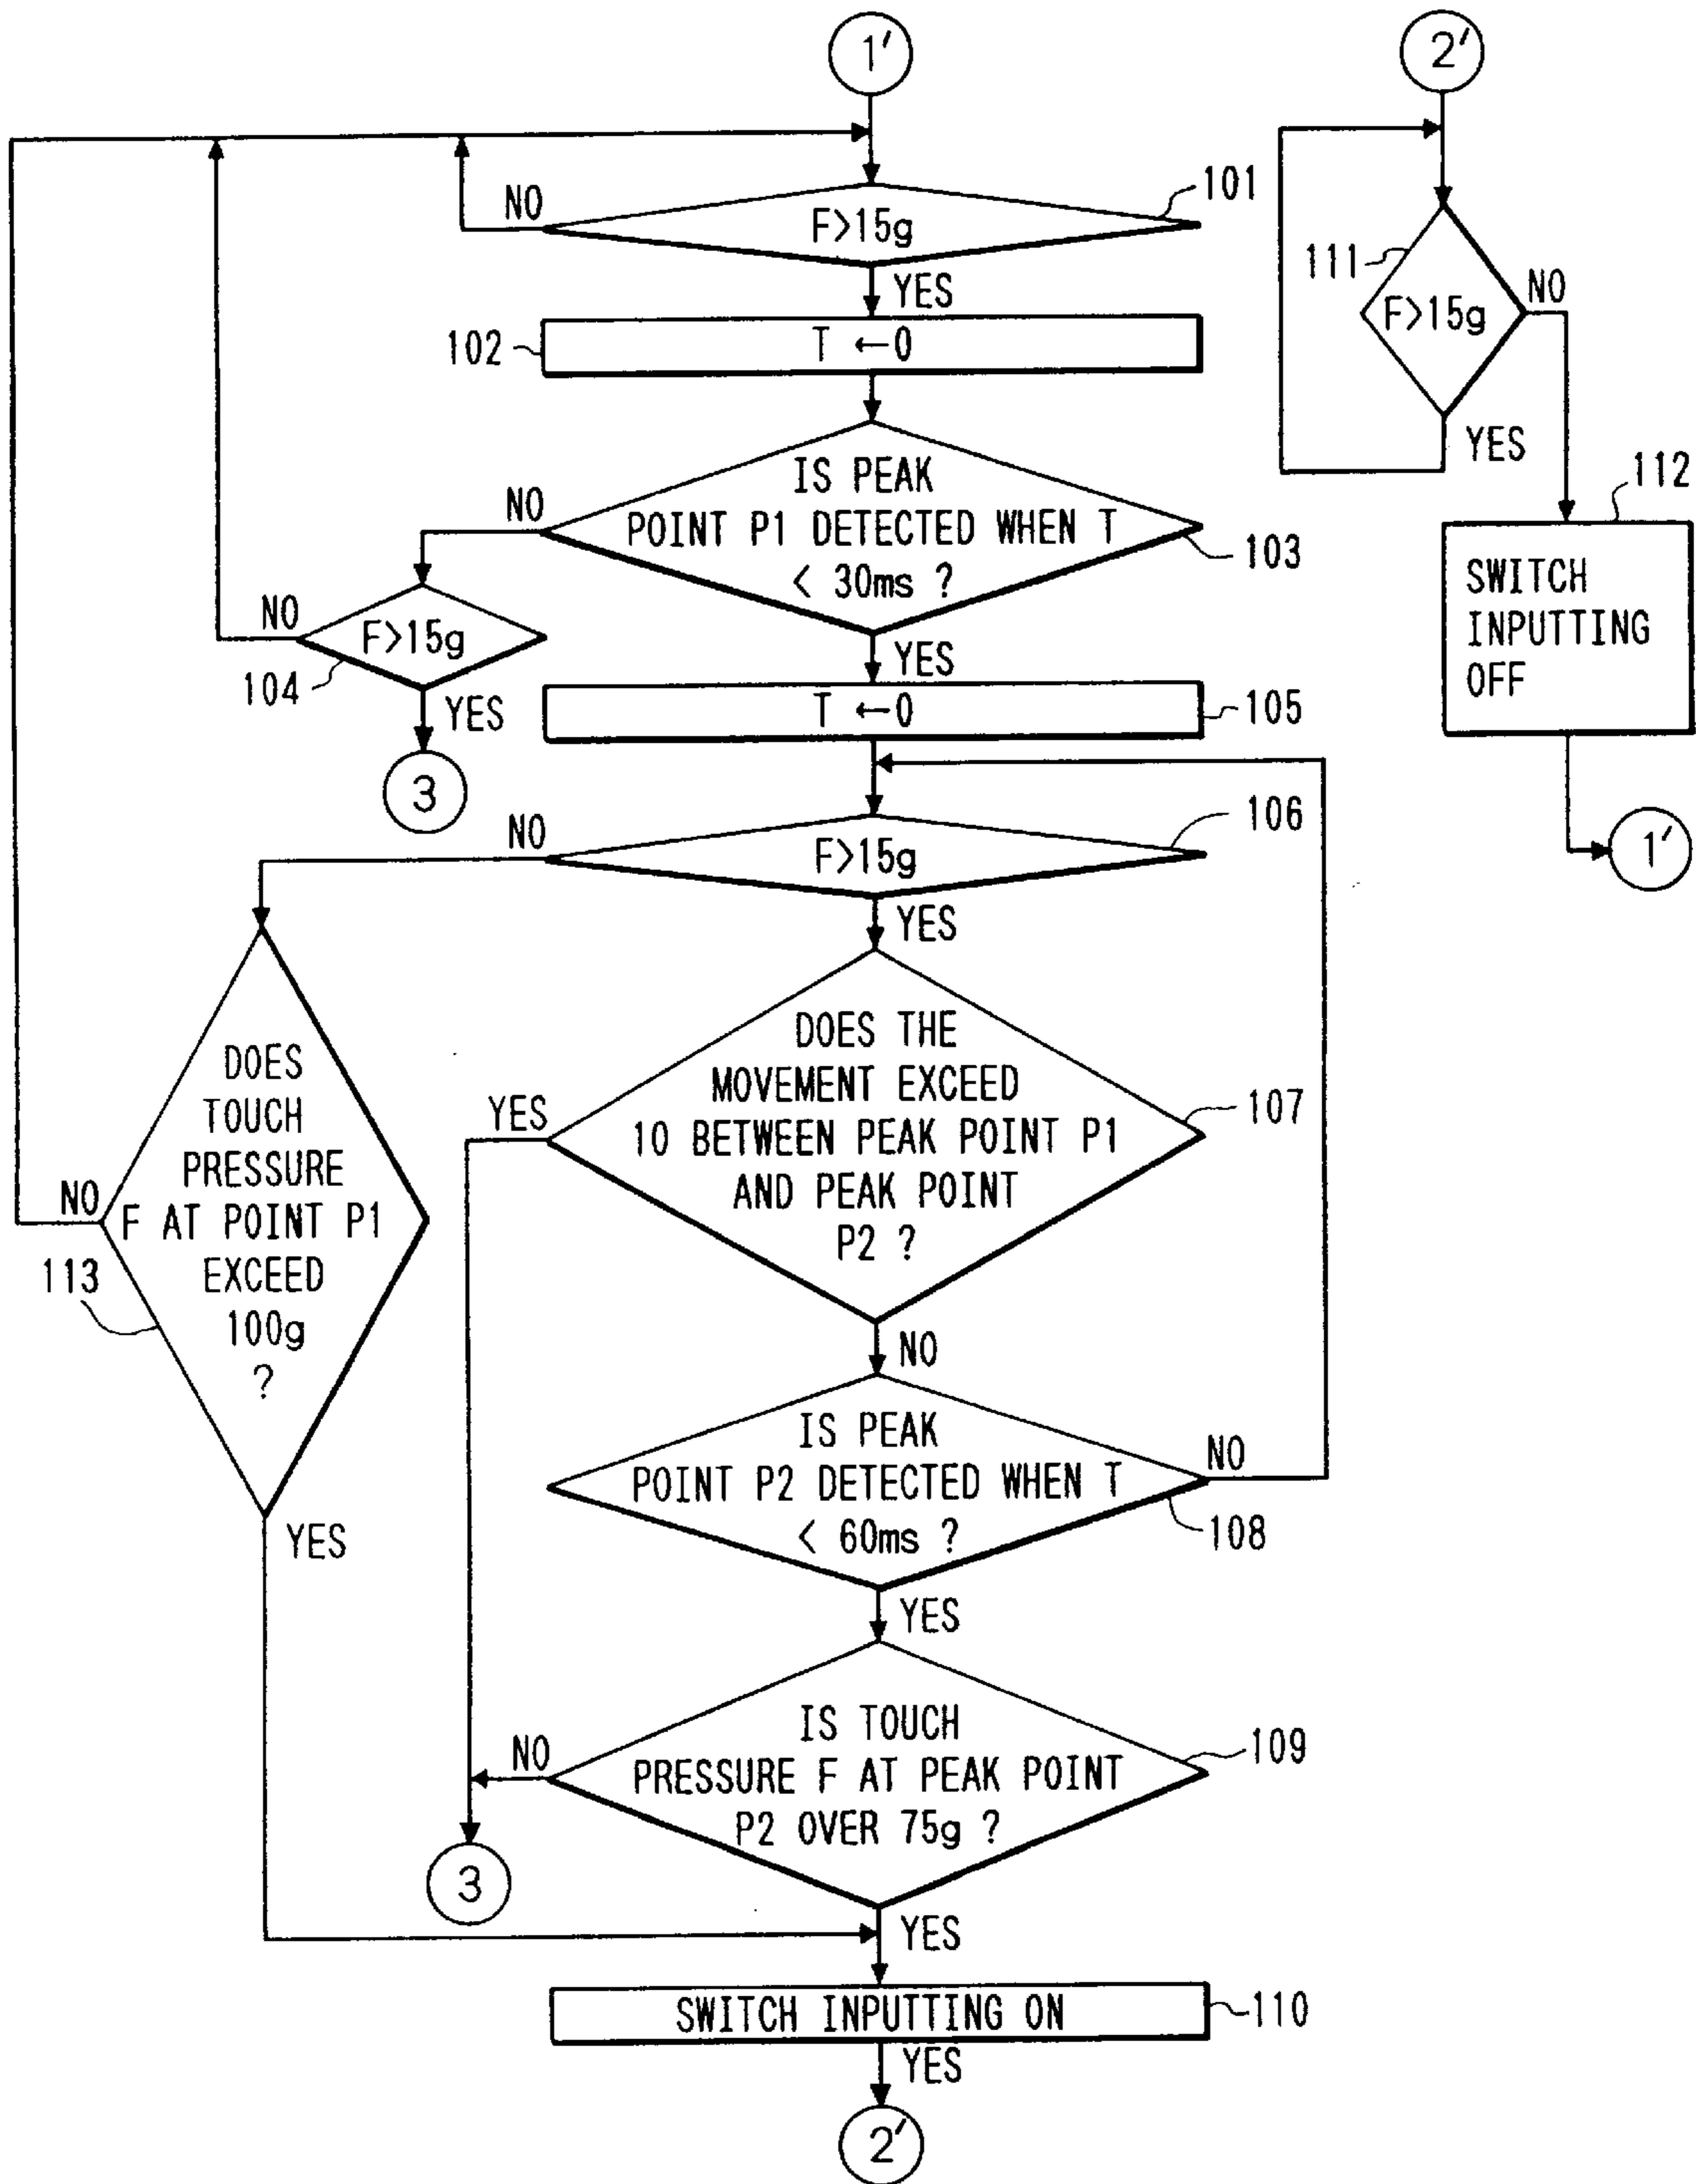 1′
2′
101
NO
F>15g
YES
102
T ←0
111
F>15g
NO
YES
IS PEAK
POINT P1 DETECTED WHEN T
< 30ms ?
NO
103
YES
112
SWITCH
INPUTTING
OFF
1′
NO
F>15g
104
YES
3
T ←0
105
106
NO
F>15g
YES
DOES
TOUCH
PRESSURE
F AT POINT P1
EXCEED
100g
?
NO
113
YES
DOES THE
MOVEMENT EXCEED
10 BETWEEN PEAK POINT P1
AND PEAK POINT
P2 ?
YES
107
NO
IS PEAK
POINT P2 DETECTED WHEN T
< 60ms ?
NO
108
YES
IS TOUCH
PRESSURE F AT PEAK POINT
P2 OVER 75g ?
NO
109
3
YES
SWITCH INPUTTING ON
110
YES
2′